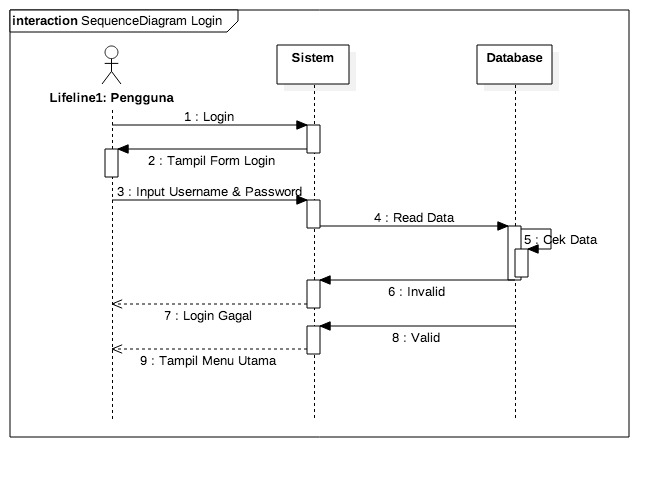 interaction SequenceDiagram Login
Sistem
Database
Lifeline1: Pengguna
1 : Login
2 : Tampil Form Login
3 : Input Username & Password
4 : Read Data
5 : Cek Data
6 : Invalid
7 : Login Gagal
8 : Valid
9 : Tampil Menu Utama